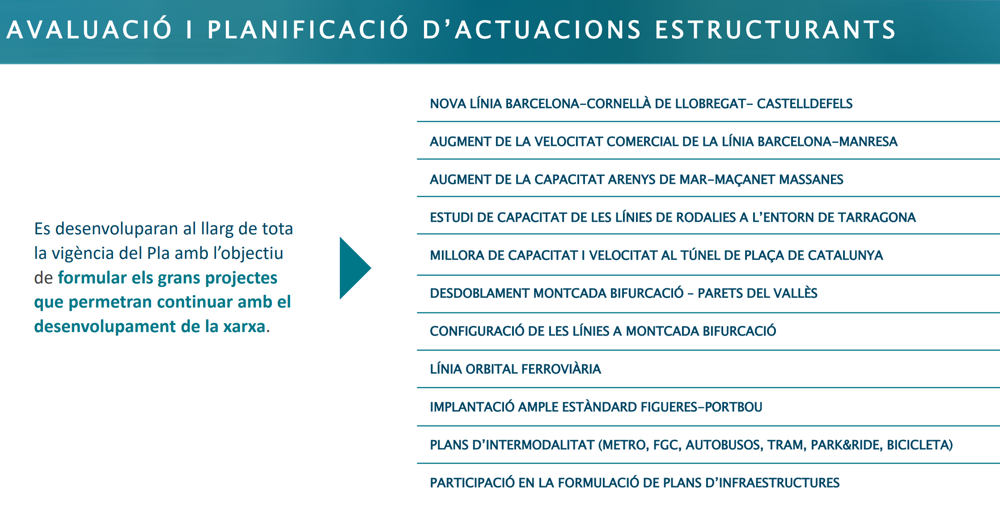 AVALUACIÓ I PLANIFICACIÓ D’ACTUACIONS ESTRUCTURANTS
Es desenvoluparan al llarg de tota
la vigència del Pla amb l’objectiu
de formular els grans projectes
que permetran continuar amb el
desenvolupament de la xarxa.
NOVA LÍNIA BARCELONA-CORNELLÀ DE LLOBREGAT- CASTELLDEFELS
AUGMENT DE LA VELOCITAT COMERCIAL DE LA LÍNIA BARCELONA-MANRESA
AUGMENT DE LA CAPACITAT ARENYS DE MAR-MAÇANET MASSANES
ESTUDI DE CAPACITAT DE LES LÍNIES DE RODALIES A L’ENTORN DE TARRAGONA
MILLORA DE CAPACITAT I VELOCITAT AL TÚNEL DE PLAÇA DE CATALUNYA
DESDOBLAMENT MONTCADA BIFURCACIÓ – PARETS DEL VALLÈS
CONFIGURACIÓ DE LES LÍNIES A MONTCADA BIFURCACIÓ
LÍNIA ORBITAL FERROVIÀRIA
IMPLANTACIÓ AMPLE ESTÀNDARD FIGUERES-PORTBOU
PLANS D’INTERMODALITAT (METRO, FGC, AUTOBUSOS, TRAM, PARK&RIDE, BICICLETA)
PARTICIPACIÓ EN LA FORMULACIÓ DE PLANS D’INFRAESTRUCTURES